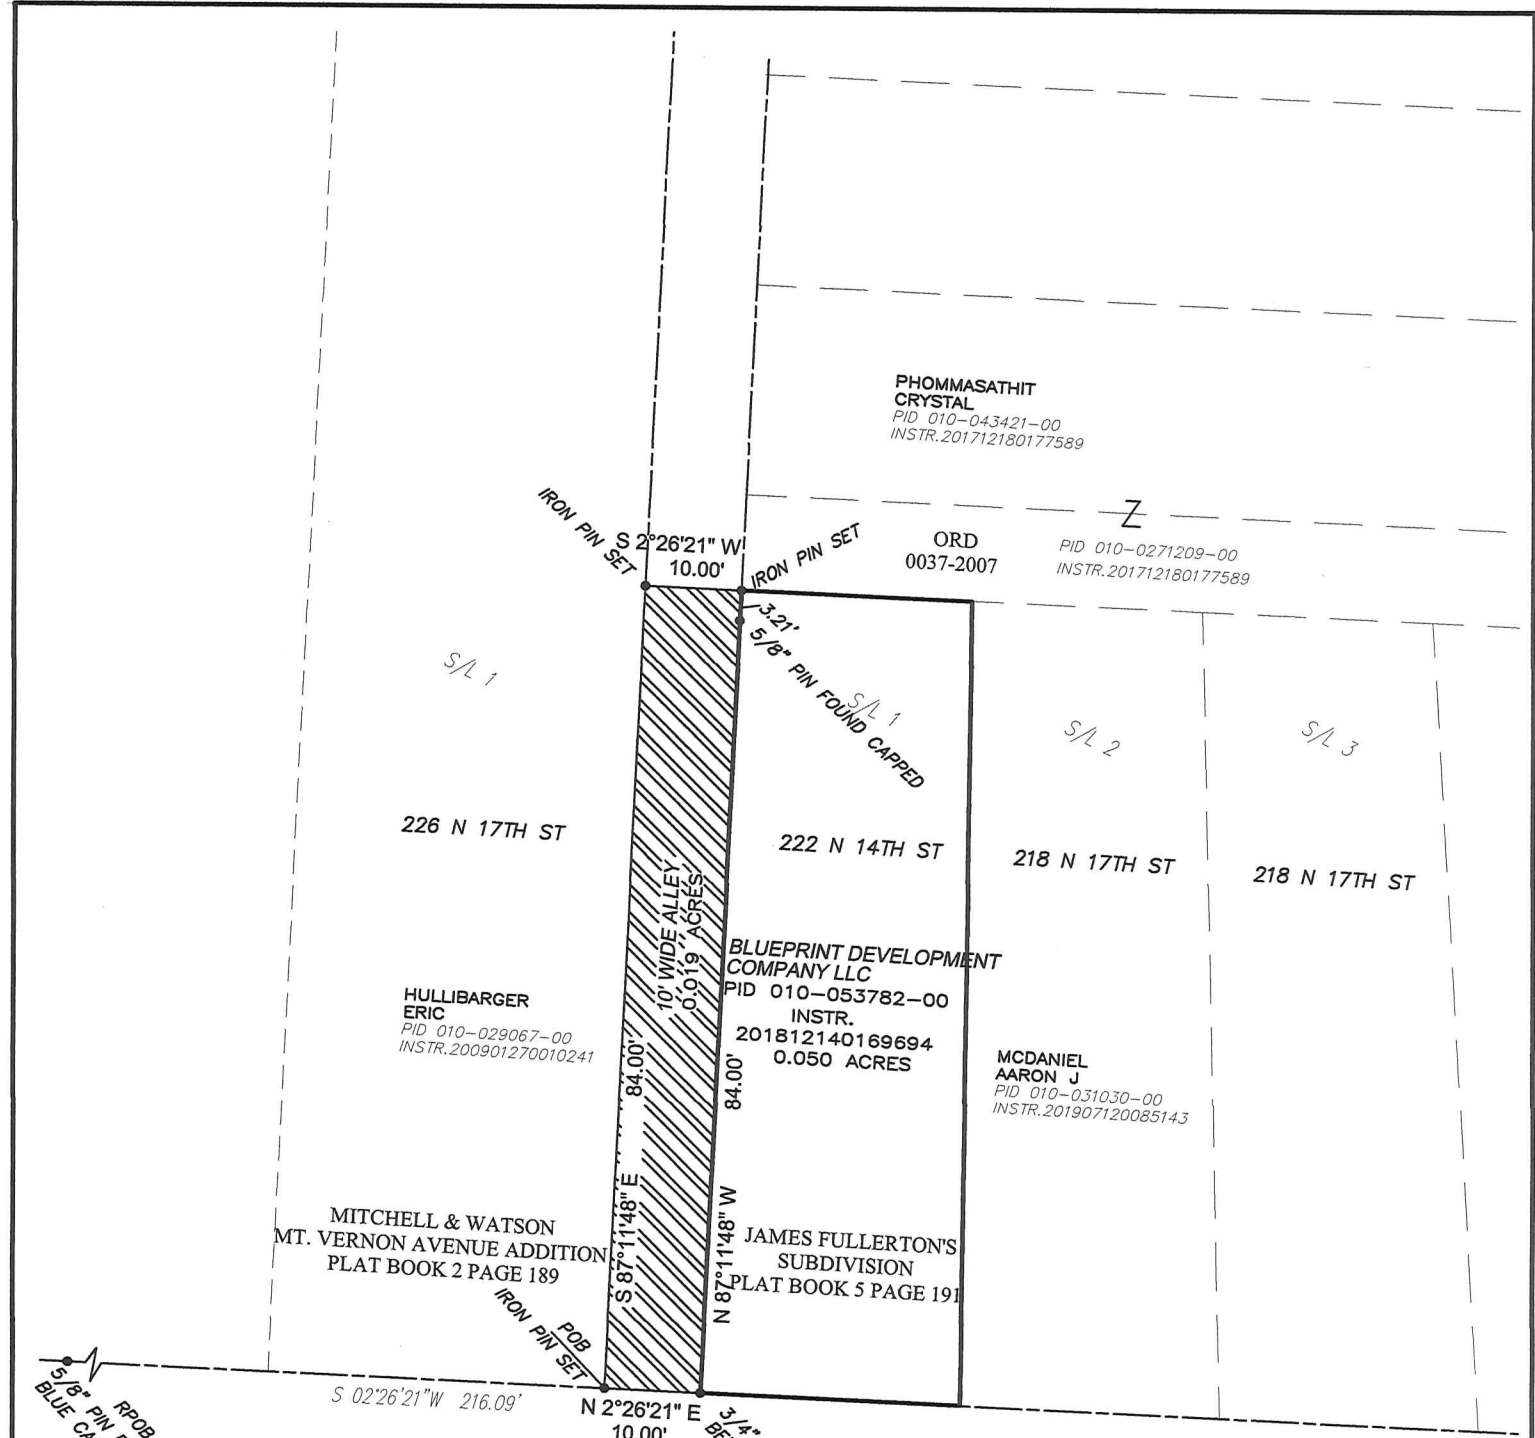 PHOMMASATHIT
CRYSTAL
PID 010-043421-00
INSTR.201712180177589
Z
IRON PIN SET
S 2°26'21" W
10.00'
IRON PIN SET
ORD
0037-2007
PID 010-0271209-00
INSTR.201712180177589
3.21'
5/8" PIN FOUND CAPPED
S/L 1
S/L 1
S/L 2
S/L 3
226 N 17TH ST
222 N 14TH ST
218 N 17TH ST
218 N 17TH ST
10' WIDE ALLEY
0.019 ACRES
BLUEPRINT DEVELOPMENT
COMPANY LLC
PID 010-053782-00
INSTR.
201812140169694
0.050 ACRES
HULLIBARGER
ERIC
PID 010-029067-00
INSTR.200901270010241
MCDANIEL
AARON J
PID 010-031030-00
INSTR.201907120085143
S 87°11'48" E 84.00'
N 87°11'48" W 84.00'
MITCHELL & WATSON
MT. VERNON AVENUE ADDITION
PLAT BOOK 2 PAGE 189
JAMES FULLERTON'S
SUBDIVISION
PLAT BOOK 5 PAGE 191
POB
IRON PIN SET
S 02°26'21"W 216.09'
N 2°26'21" E
10.00'
RPOB
5/8" PIN
BLUE
3/4"